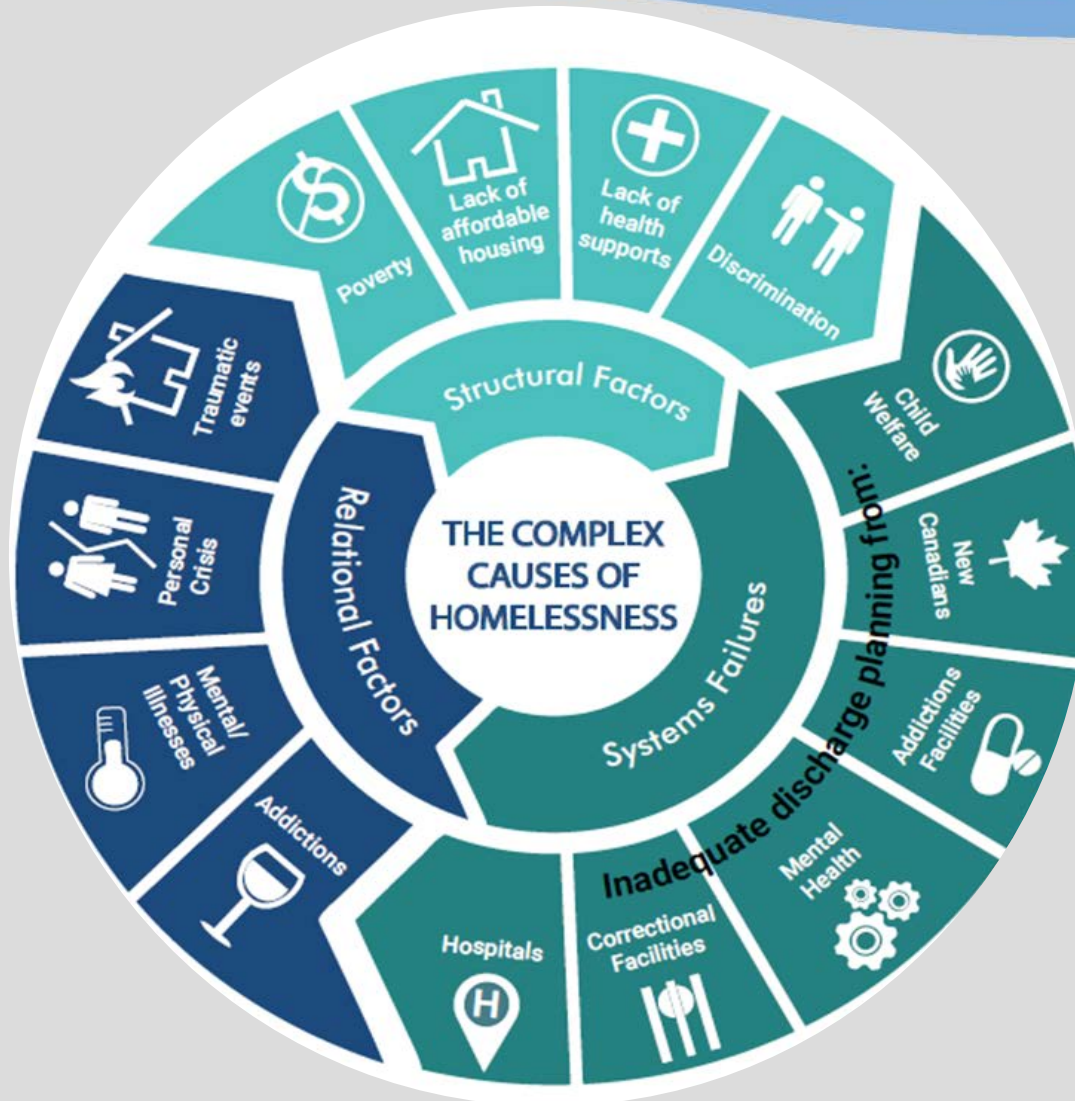 THE COMPLEX
CAUSES OF
HOMELESSNESS
Structural Factors
Poverty
Lack of
affordable
housing
Lack of
health
supports
Discrimination
Systems Failures
Inadequate discharge planning from:
Child
Welfare
New
Canadians
Addictions
Facilities
Mental
Health
Correctional
Facilities
Hospitals
H
Relational Factors
Addictions
Mental/
Physical
Illnesses
Personal
Crisis
Traumatic
events